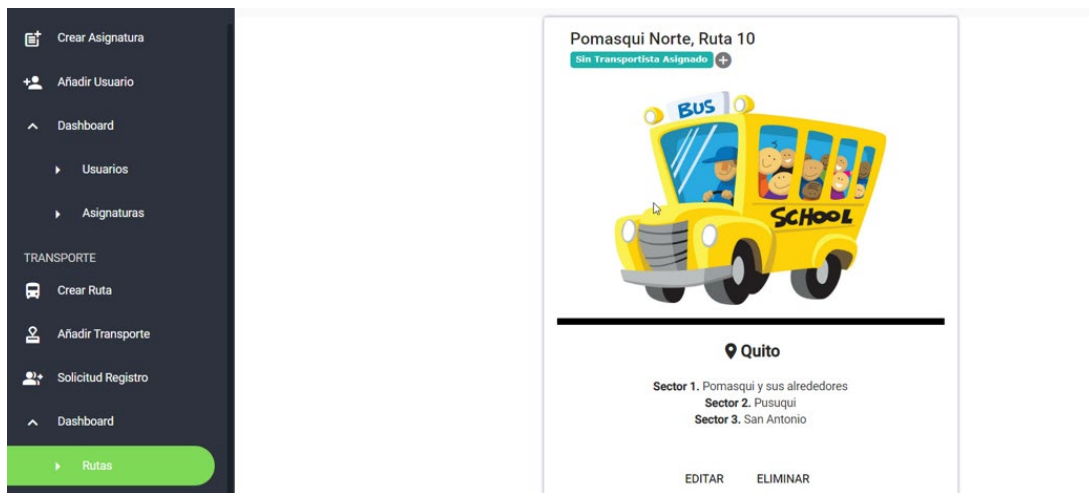 Crear Asignatura
Añadir Usuario
Dashboard
Usuarios
Asignaturas
TRANSPORTE
Crear Ruta
Añadir Transporte
Solicitud Registro
Dashboard
Rutas
Pomasqui Norte, Ruta 10
Sin Transportista Asignado
BUS
SCHOOL
Quito
Sector 1. Pomasqui y sus alrededores
Sector 2. Pusuqui
Sector 3. San Antonio
EDITAR ELIMINAR